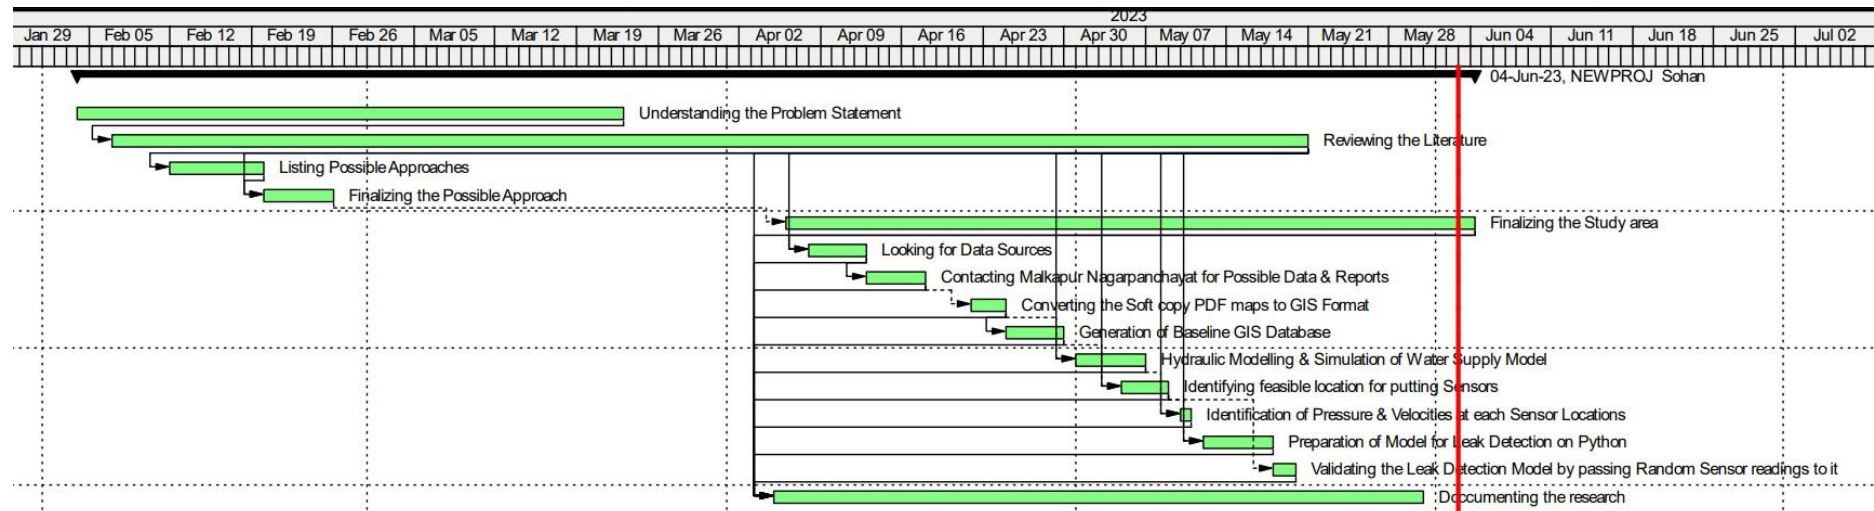 2023
Jan 29 Feb 05 Feb 12 Feb 19 Feb 26 Mar 05 Mar 12 Mar 19 Mar 26 Apr 02 Apr 09 Apr 16 Apr 23 Apr 30 May 07 May 14 May 21 May 28 Jun 04 Jun 11 Jun 18 Jun 25 Jul 02
04-Jun-23, NEWPROJ Sohan
Understanding the Problem Statement
Reviewing the Literature
Listing Possible Approaches
Finalizing the Possible Approach
Finalizing the Study area
Looking for Data Sources
Contacting Malkapur Nagarpanchayat for Possible Data & Reports
Converting the Soft copy PDF maps to GIS Format
Generation of Baseline GIS Database
Hydraulic Modelling & Simulation of Water Supply Model
Identifying feasible location for putting Sensors
Identification of Pressure & Velocities at each Sensor Locations
Preparation of Model for Leak Detection on Python
Validating the Leak Detection Model by passing Random Sensor readings to it
Doccumenting the research